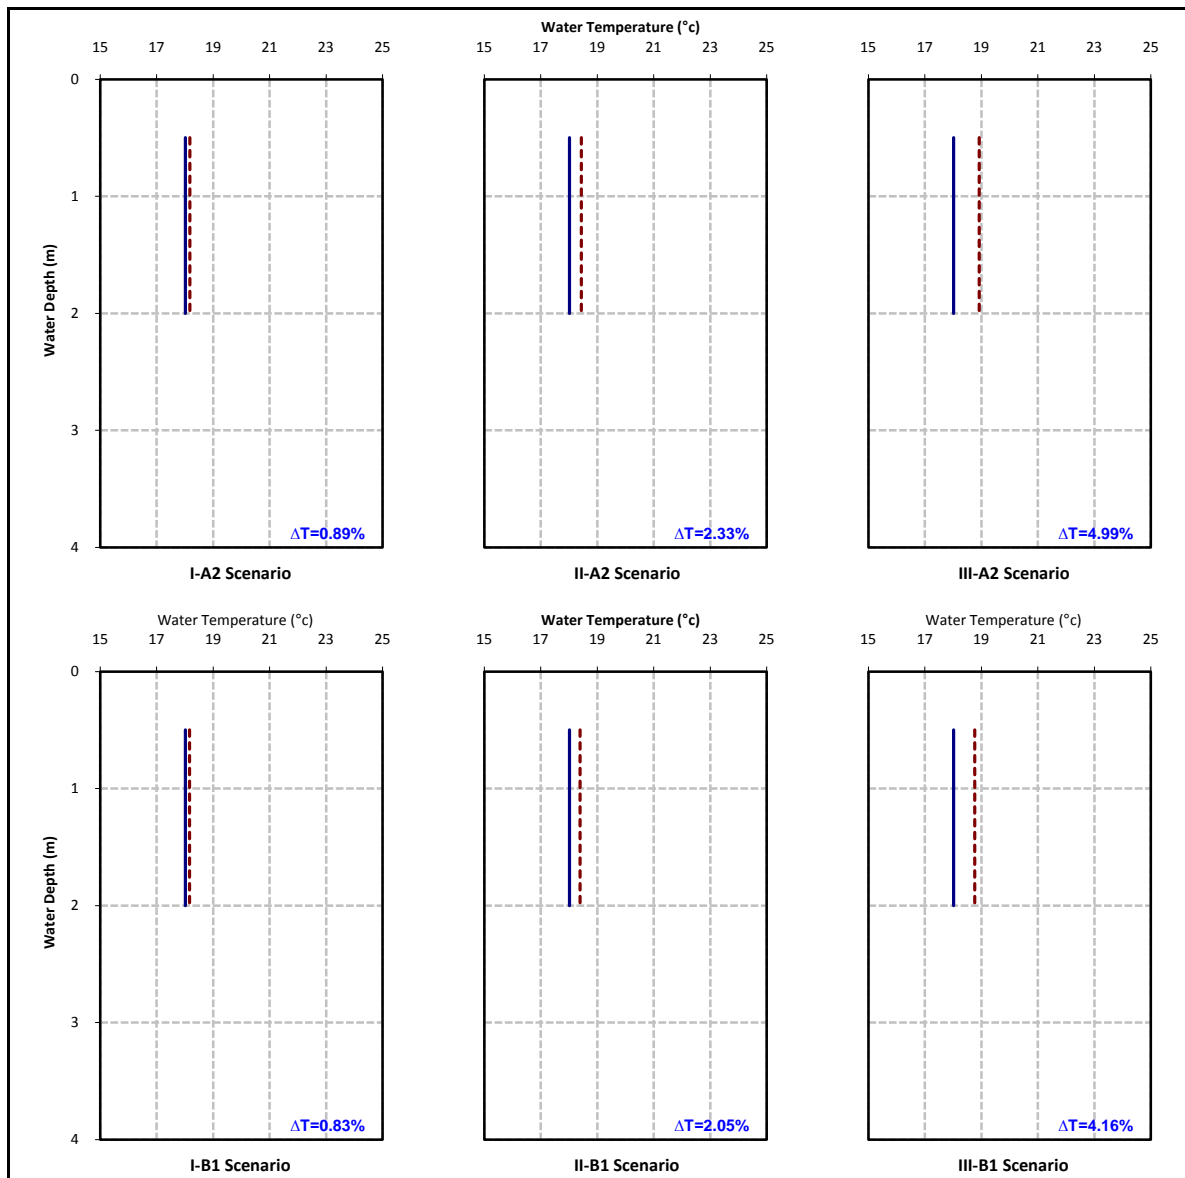 Water Temperature (°c)
15 17 19 21 23 25 15 17 19 21 23 25 15 17 19 21 23 25
0
1
Water Depth (m)
2
3
ΔT=0.89% ΔT=2.33% ΔT=4.99%
4
I-A2 Scenario II-A2 Scenario III-A2 Scenario
Water Temperature (°c) Water Temperature (°c) Water Temperature (°c)
15 17 19 21 23 25 15 17 19 21 23 25 15 17 19 21 23 25
0
1
Water Depth (m)
2
3
ΔT=0.83% ΔT=2.05% ΔT=4.16%
4
I-B1 Scenario II-B1 Scenario III-B1 Scenario